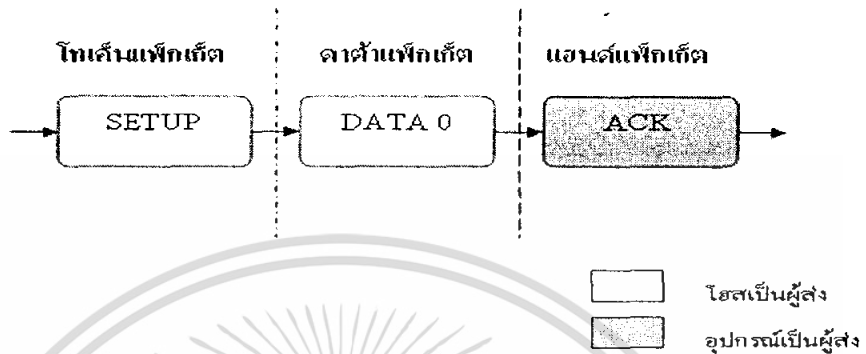 โทเค็นแพ็กเก็ต ดาต้าแพ็กเก็ต แฮนด์แพ็กเก็ต
SETUP DATA 0 ACK
โฮสเป็นผู้ส่ง
อุปกรณ์เป็นผู้ส่ง